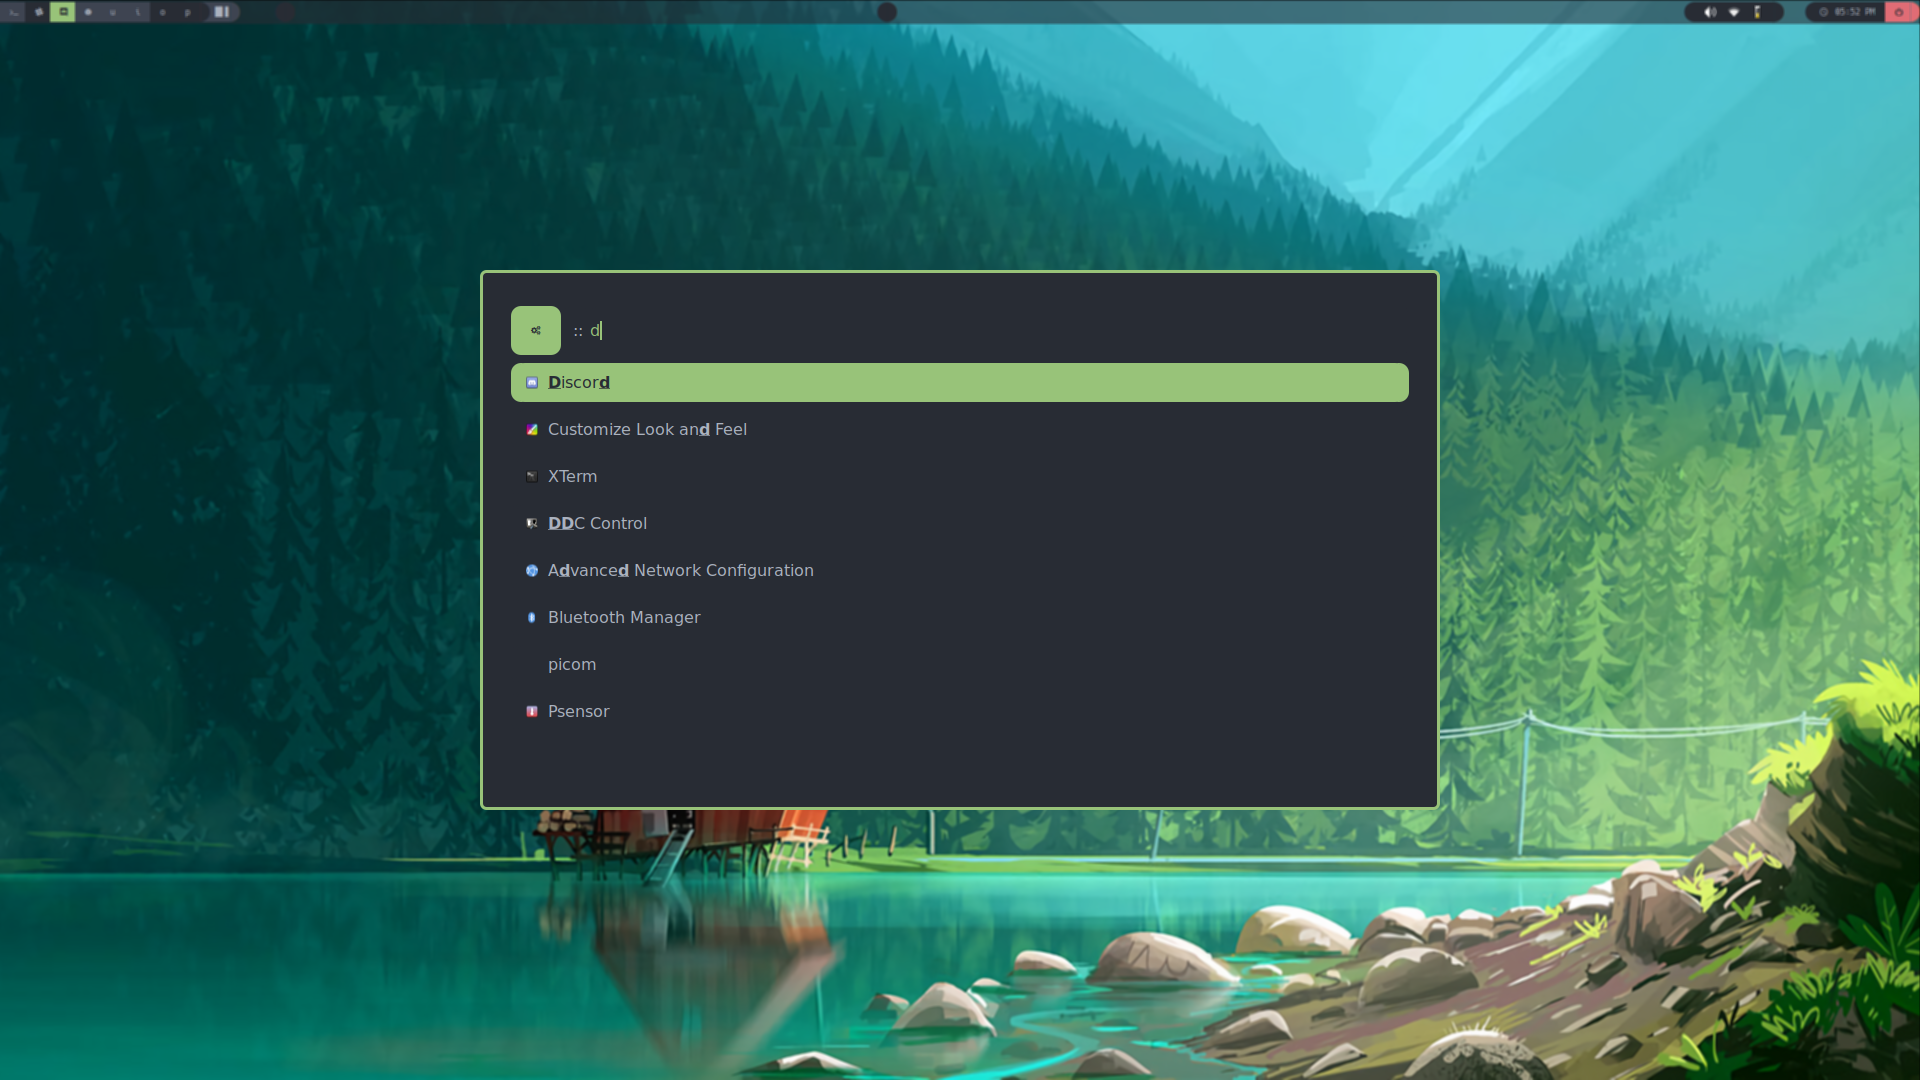 05:52 PM
:: d
Discord
Customize Look and Feel
XTerm
DDC Control
Advanced Network Configuration
Bluetooth Manager
picom
Psensor